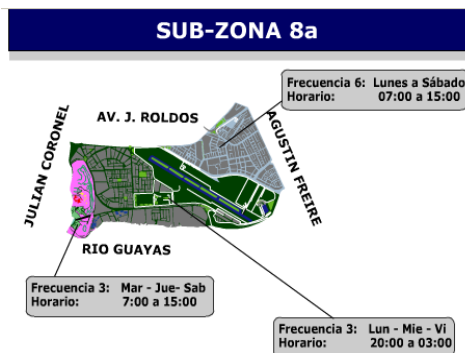 SUB-ZONA 8a
Frecuencia 6: Lunes a Sábado
Horario: 07:00 a 15:00
AV. J. ROLDOS
JULIAN CORONEL
AGUSTIN FREIRE
RIO GUAYAS
Frecuencia 3: Mar - Jue- Sab
Horario: 7:00 a 15:00
Frecuencia 3: Lun - Mie - Vi
Horario: 20:00 a 03:00